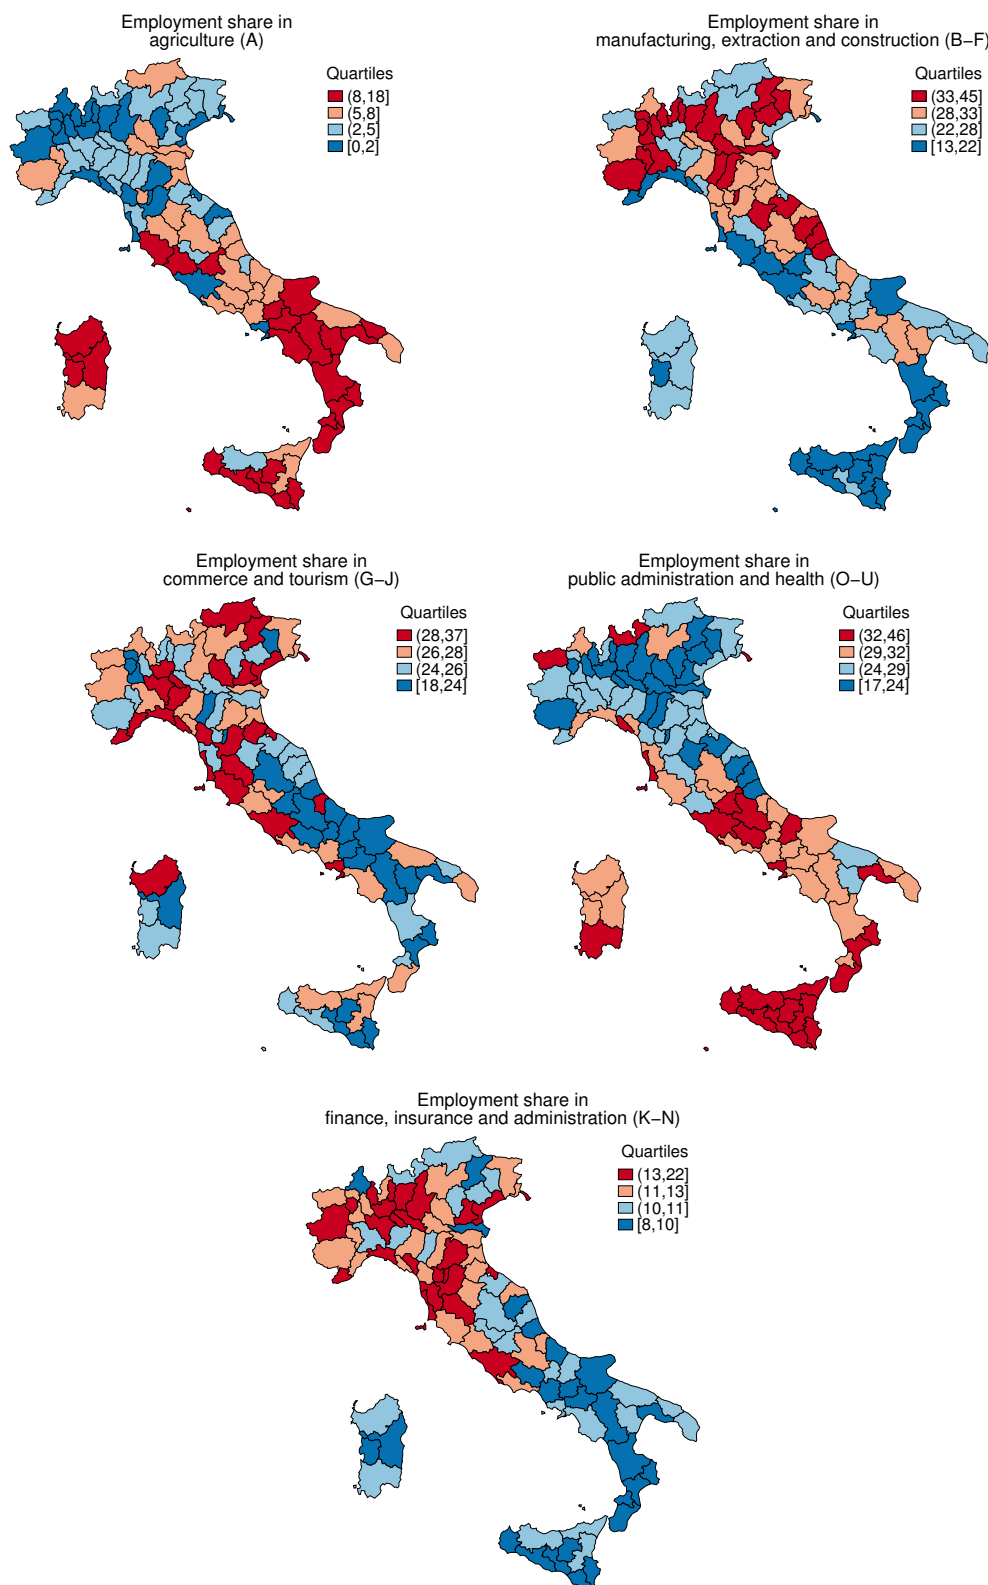 Employment share in
agriculture (A)
Quartiles
(8,18]
(5,8]
(2,5]
[0,2]
Employment share in
manufacturing, extraction and construction (B−F)
Quartiles
(33,45]
(28,33]
(22,28]
[13,22]
Employment share in
commerce and tourism (G−J)
Quartiles
(28,37]
(26,28]
(24,26]
[18,24]
Employment share in
public administration and health (O−U)
Quartiles
(32,46]
(29,32]
(24,29]
[17,24]
Employment share in
finance, insurance and administration (K−N)
Quartiles
(13,22]
(11,13]
(10,11]
[8,10]